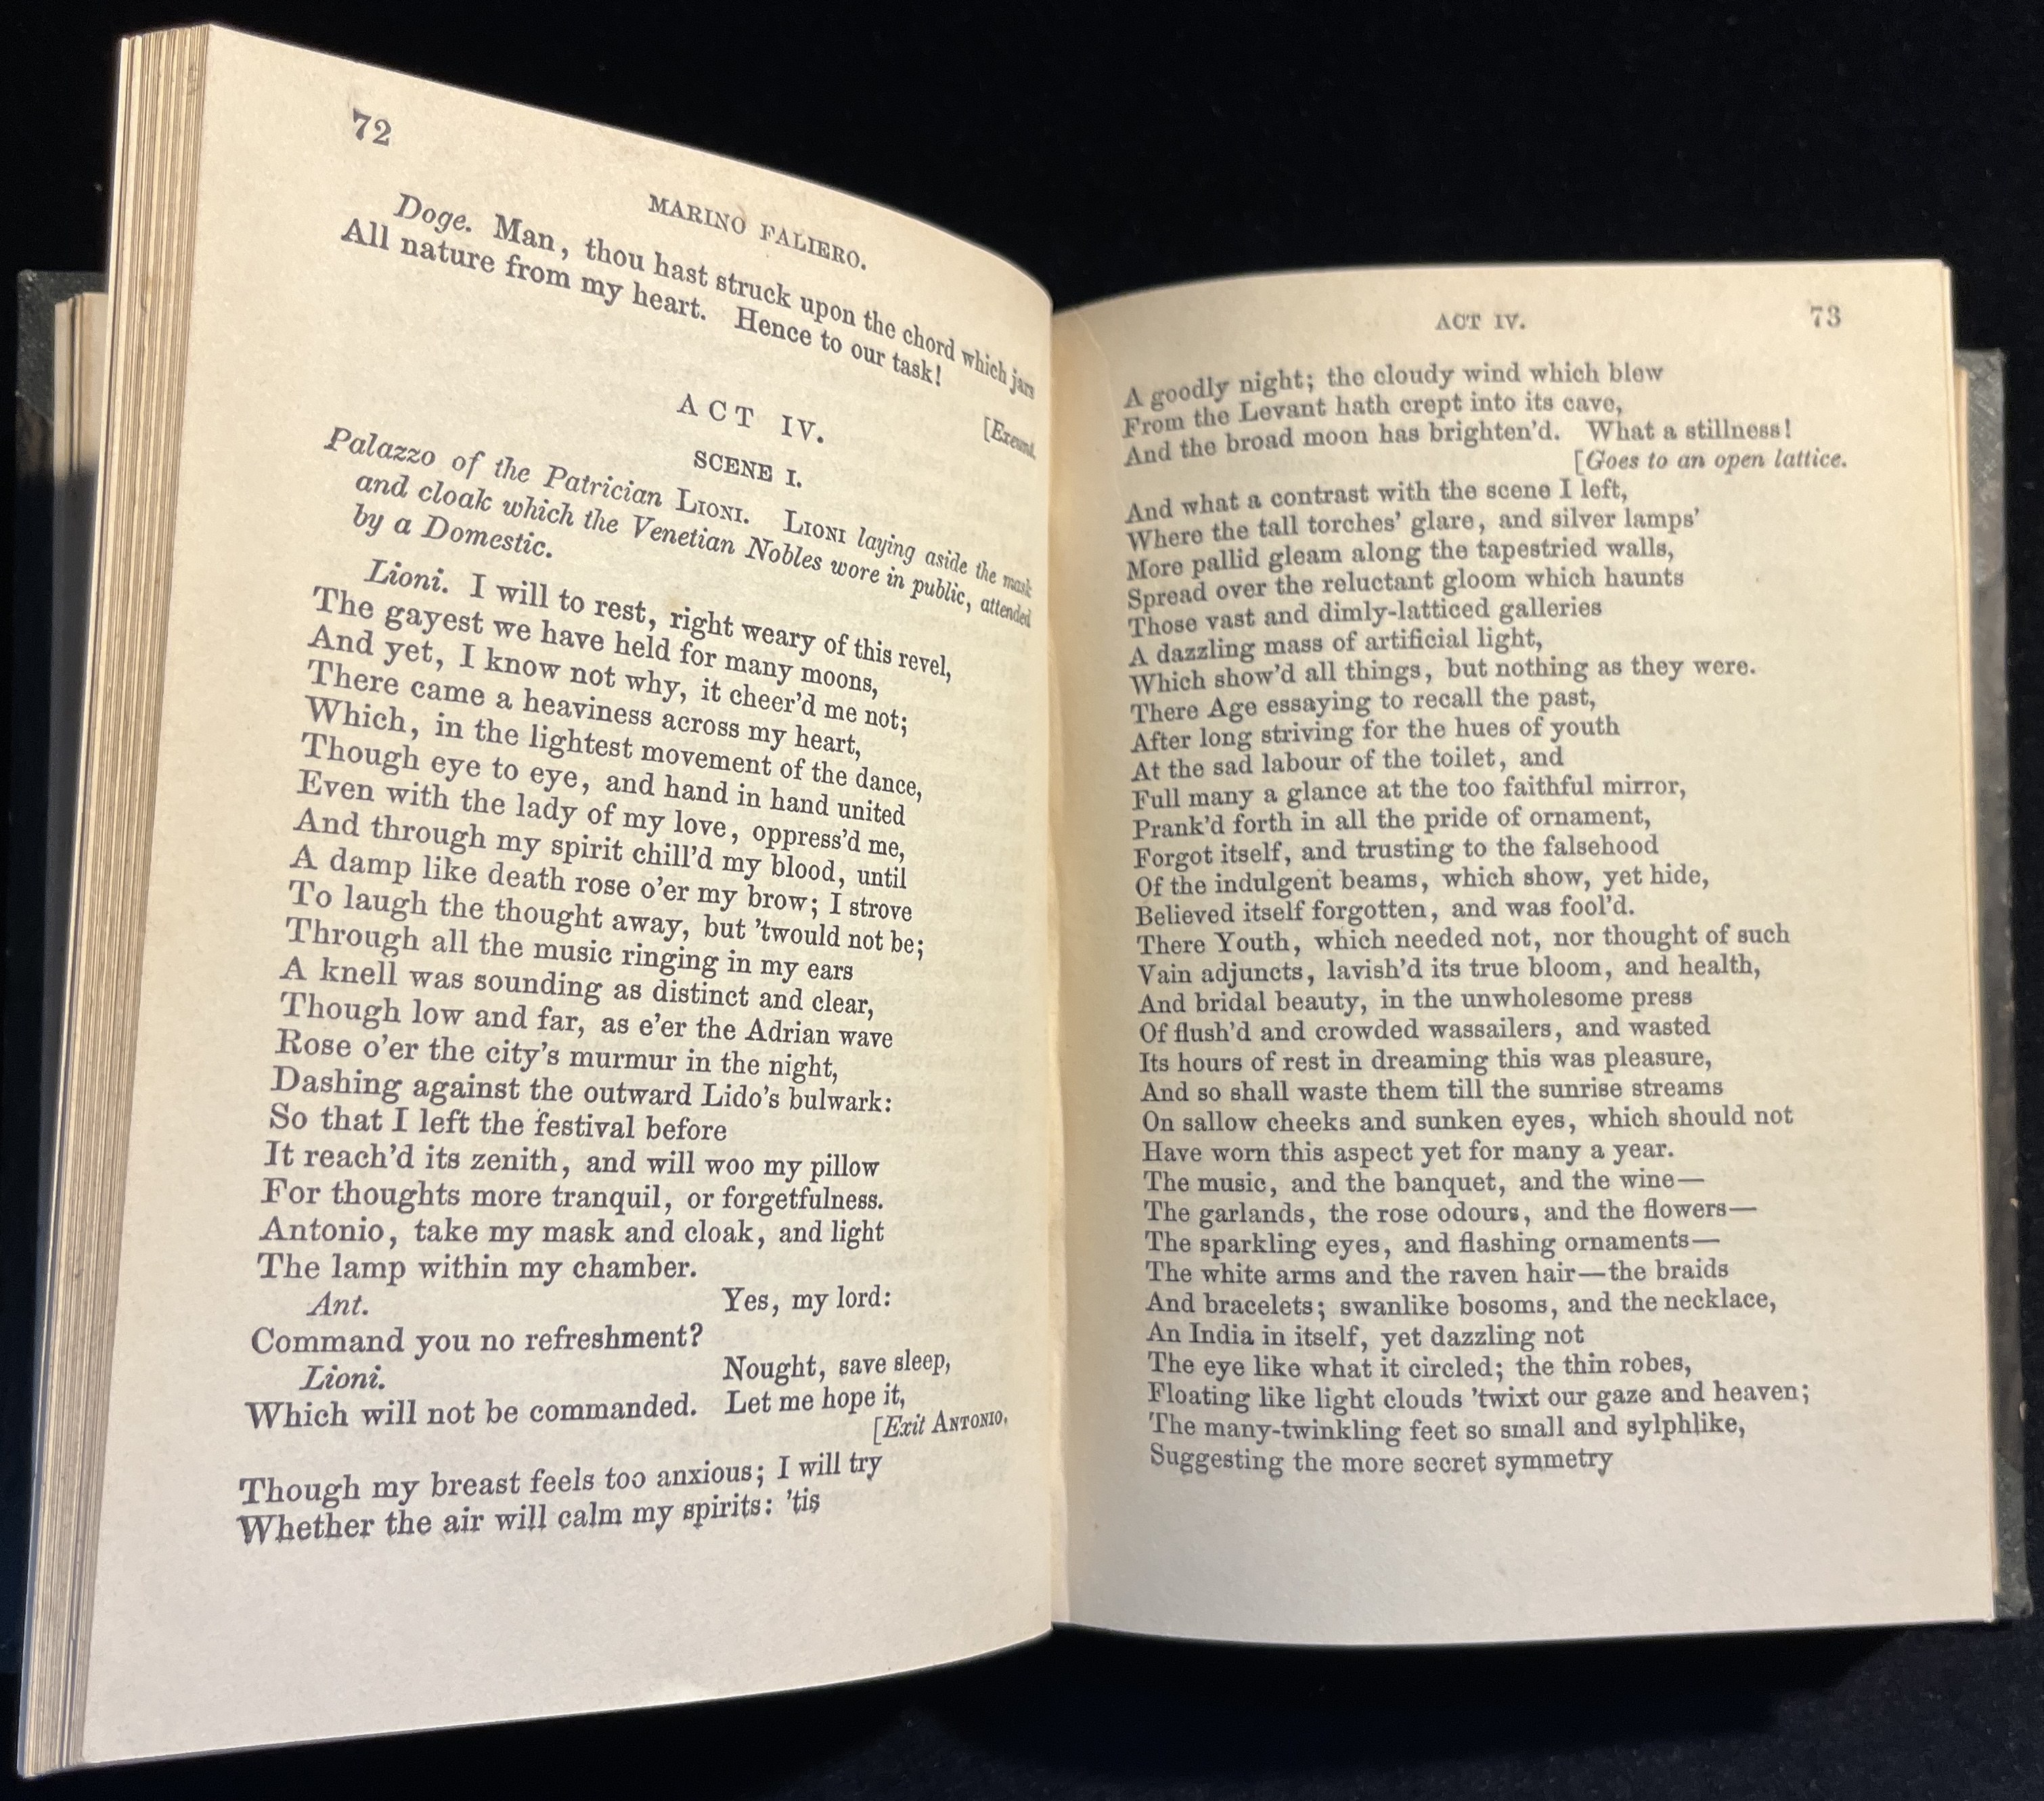 72
MARINO FALIERO.
Doge. Man, thou hast struck upon the chord which jars
All nature from my heart. Hence to our task!
[Exeunt.
ACT IV.
SCENE I.
Palazzo of the Patrician LIONI. LIONI laying aside the mask
and cloak which the Venetian Nobles wore in public, attended
by a Domestic.
Lioni. I will to rest, right weary of this revel,
The gayest we have held for many moons,
And yet, I know not why, it cheer'd me not;
There came a heaviness across my heart,
Which, in the lightest movement of the dance,
Though eye to eye, and hand in hand united
Even with the lady of my love, oppress'd me,
And through my spirit chill'd my blood, until
A damp like death rose o'er my brow; I strove
To laugh the thought away, but 'twould not be;
Through all the music ringing in my ears
A knell was sounding as distinct and clear,
Though low and far, as e'er the Adrian wave
Rose o'er the city's murmur in the night,
Dashing against the outward Lido's bulwark:
So that I left the festival before
It reach'd its zenith, and will woo my pillow
For thoughts more tranquil, or forgetfulness.
Antonio, take my mask and cloak, and light
The lamp within my chamber.
Ant. Yes, my lord:
Command you no refreshment?
Lioni. Nought, save sleep,
Which will not be commanded. Let me hope it,
[Exit ANTONIO.
Though my breast feels too anxious; I will try
Whether the air will calm my spirits: 'tis
ACT IV. 73
A goodly night; the cloudy wind which blew
From the Levant hath crept into its cave,
And the broad moon has brighten'd. What a stillness!
[Goes to an open lattice.
And what a contrast with the scene I left,
Where the tall torches' glare, and silver lamps'
More pallid gleam along the tapestried walls,
Spread over the reluctant gloom which haunts
Those vast and dimly-latticed galleries
A dazzling mass of artificial light,
Which show'd all things, but nothing as they were.
There Age essaying to recall the past,
After long striving for the hues of youth
At the sad labour of the toilet, and
Full many a glance at the too faithful mirror,
Prank'd forth in all the pride of ornament,
Forgot itself, and trusting to the falsehood
Of the indulgent beams, which show, yet hide,
Believed itself forgotten, and was fool'd.
There Youth, which needed not, nor thought of such
Vain adjuncts, lavish'd its true bloom, and health,
And bridal beauty, in the unwholesome press
Of flush'd and crowded wassailers, and wasted
Its hours of rest in dreaming this was pleasure,
And so shall waste them till the sunrise streams
On sallow cheeks and sunken eyes, which should not
Have worn this aspect yet for many a year.
The music, and the banquet, and the wine—
The garlands, the rose odours, and the flowers—
The sparkling eyes, and flashing ornaments—
The white arms and the raven hair—the braids
And bracelets; swanlike bosoms, and the necklace,
An India in itself, yet dazzling not
The eye like what it circled; the thin robes,
Floating like light clouds 'twixt our gaze and heaven;
The many-twinkling feet so small and sylphlike,
Suggesting the more secret symmetry